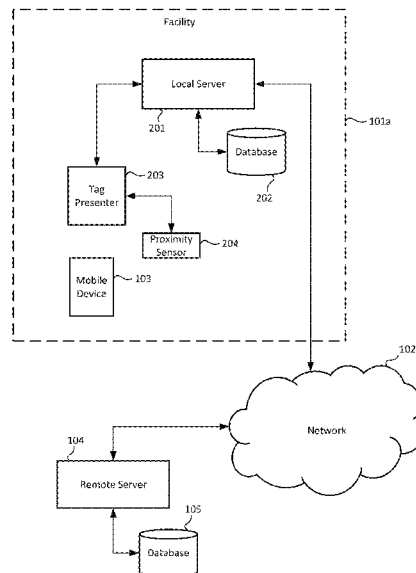 Facility
Local Server
201
101a
Database
202
203
Tag
Presenter
Proximity
Sensor
204
103
Mobile
Device
102
Network
104
Remote Server
105
Database